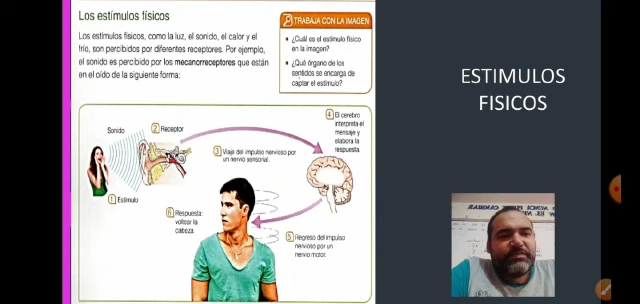 Los estímulos físicos
Los estímulos físicos, como la luz, el sonido, el calor y el
frío, son percibidos por diferentes receptores. Por ejemplo,
el sonido es percibido por los mecanorreceptores que están
en el oído de la siguiente forma:
TRABAJA CON LA IMAGEN
• ¿Cuál es el estímulo físico
en la imagen?
• ¿Qué órgano de los
sentidos se encarga de
captar el estímulo?
ESTIMULOS
FISICOS
Sonido
2 Receptor
1 Estímulo
3 Viaje del impulso nervioso por
un nervio sensorial.
4 El cerebro
interpreta el
mensaje y
elabora la
respuesta.
6 Respuesta:
voltear la
cabeza.
5 Regreso del impulso
nervioso por un
nervio motor.